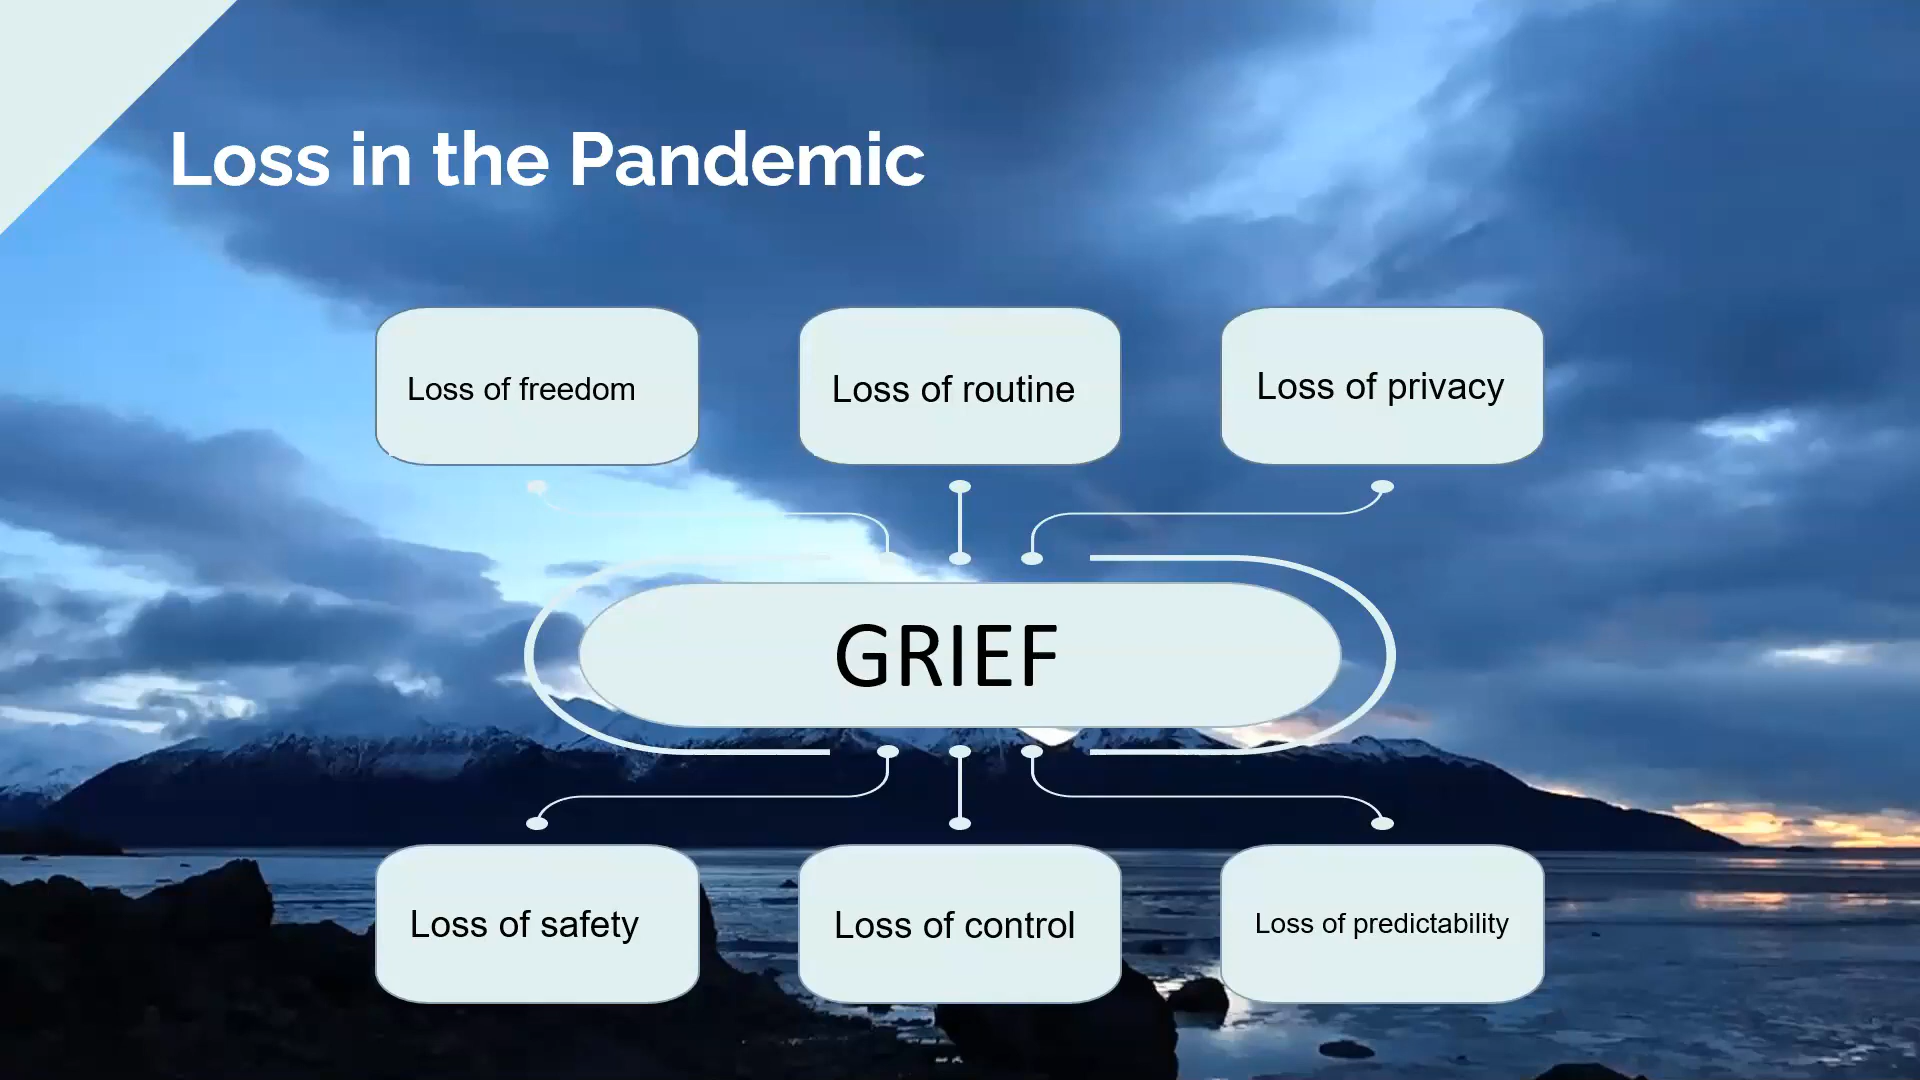 Loss in the Pandemic
Loss of freedom
Loss of routine
Loss of privacy
GRIEF
Loss of safety
Loss of control
Loss of predictability